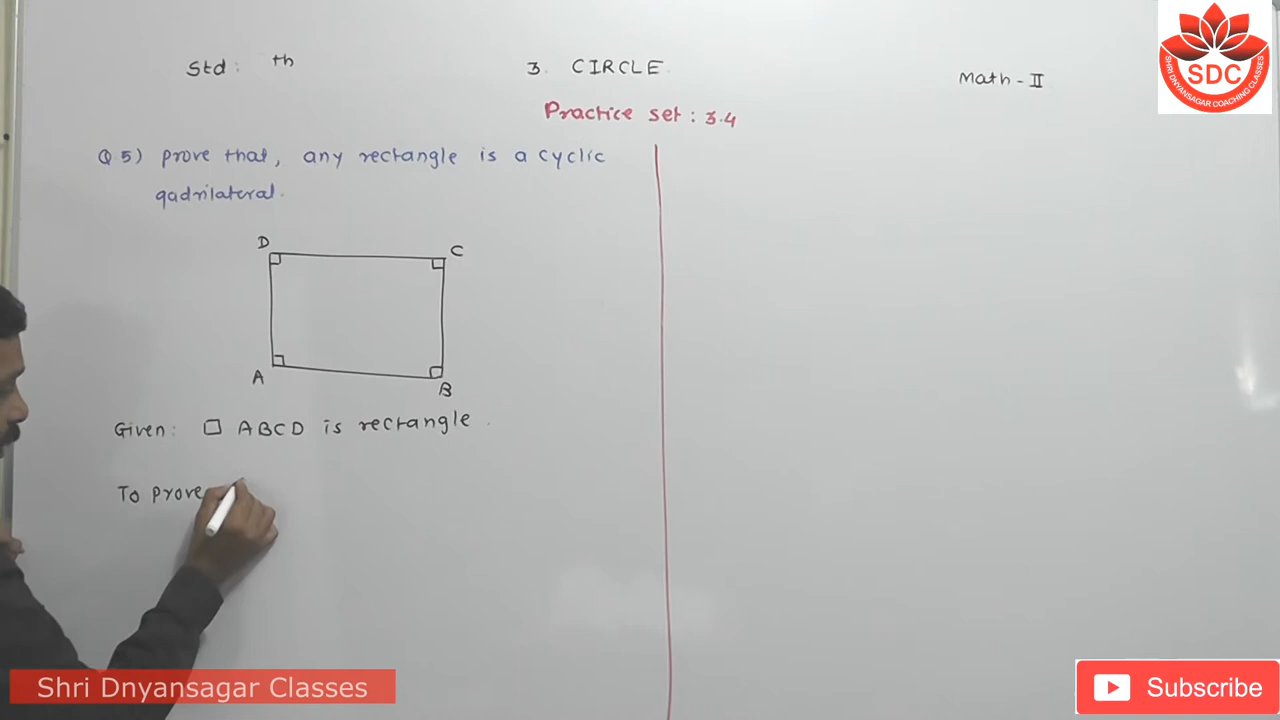 Std: th
3. CIRCLE
Math - II
SDC
SHRI DNYANSAGAR COACHING CLASSES
Practice set : 3.4
Q.5) prove that, any rectangle is a cyclic
qadrilateral.
D
C
A
B
Given: □ ABCD is rectangle.
To prove
Shri Dnyansagar Classes
Subscribe